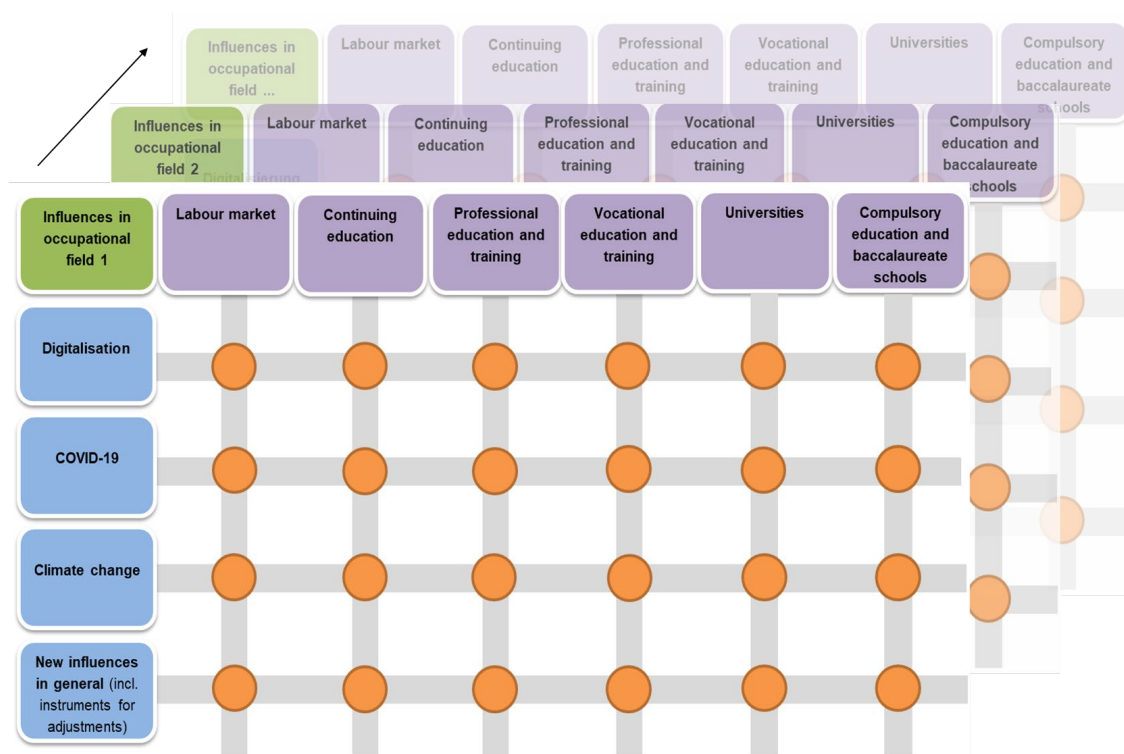 Influences in
occupational
field ...
Labour market
Continuing
education
Professional
education and
training
Vocational
education and
training
Universities
Compulsory
education and
baccalaureate
schools
Influences in
occupational
field 2
Labour market
Continuing
education
Professional
education and
training
Vocational
education and
training
Universities
Compulsory
education and
baccalaureate
schools
Digitalisierung
Influences in
occupational
field 1
Labour market
Continuing
education
Professional
education and
training
Vocational
education and
training
Universities
Compulsory
education and
baccalaureate
schools
Digitalisation
COVID-19
Climate change
New influences
in general (incl.
instruments for
adjustments)